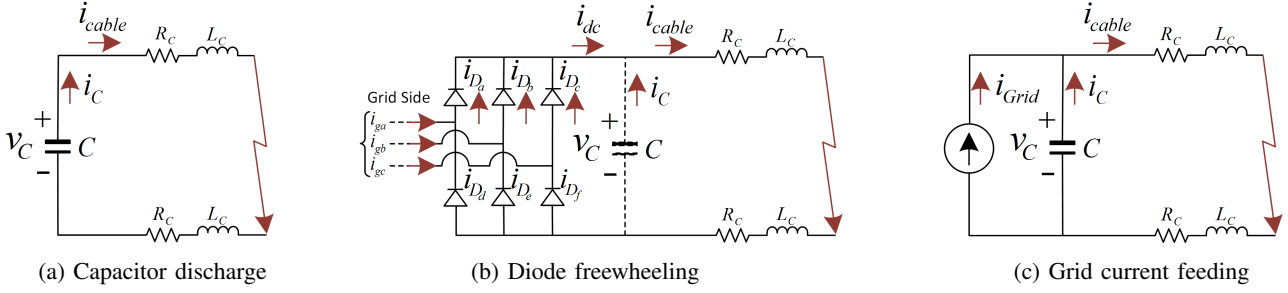 i_cable
R_C L_C
i_C
+
v_C C
-
R_C L_C
(a) Capacitor discharge
i_dc i_cable
R_C L_C
i_Da i_Db i_Dc
Grid Side
i_ga
i_gb
i_gc
i_C
+
v_C C
-
i_Dd i_De i_Df
R_C L_C
(b) Diode freewheeling
i_cable
R_C L_C
i_Grid i_C
+
v_C C
-
R_C L_C
(c) Grid current feeding